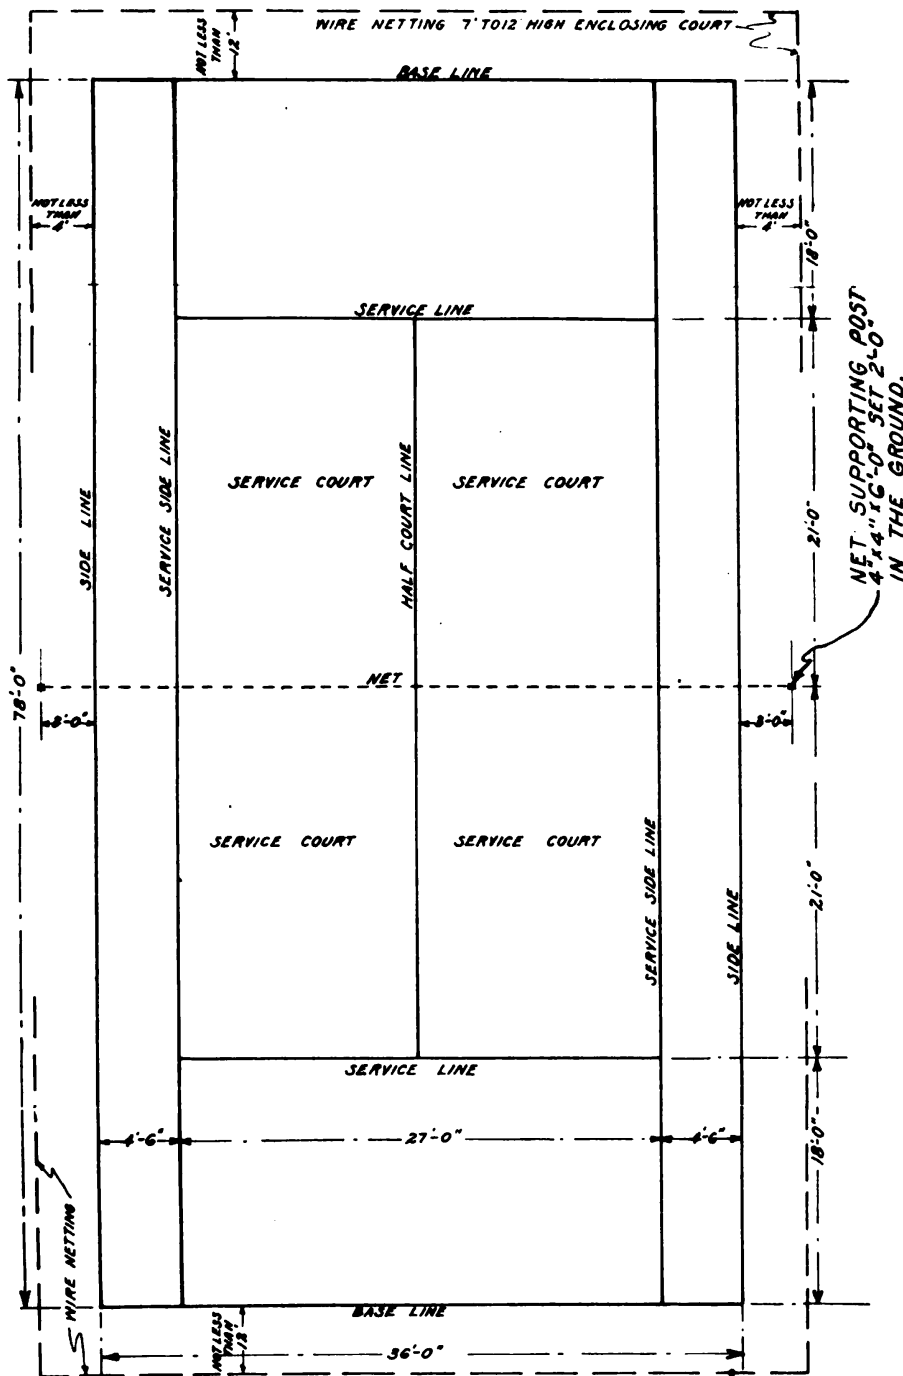 WIRE NETTING 7' TO 12' HIGH ENCLOSING COURT
NOT LESS
THAN
12'
BASE LINE
NOT LESS
THAN
4'
NOT LESS
THAN
4'
18'-0"
SERVICE LINE
SIDE LINE
SERVICE SIDE LINE
SERVICE COURT
HALF COURT LINE
SERVICE COURT
21'-0"
NET SUPPORTING POST
4"x4"x6'-0" SET 2'-0"
IN THE GROUND.
78'-0"
NET
3'-0"
3'-0"
SERVICE COURT
SERVICE COURT
SERVICE SIDE LINE
SIDE LINE
21'-0"
SERVICE LINE
4'-6"
27'-0"
4'-6"
18'-0"
WIRE NETTING
BASE LINE
NOT LESS
THAN
12'
36'-0"